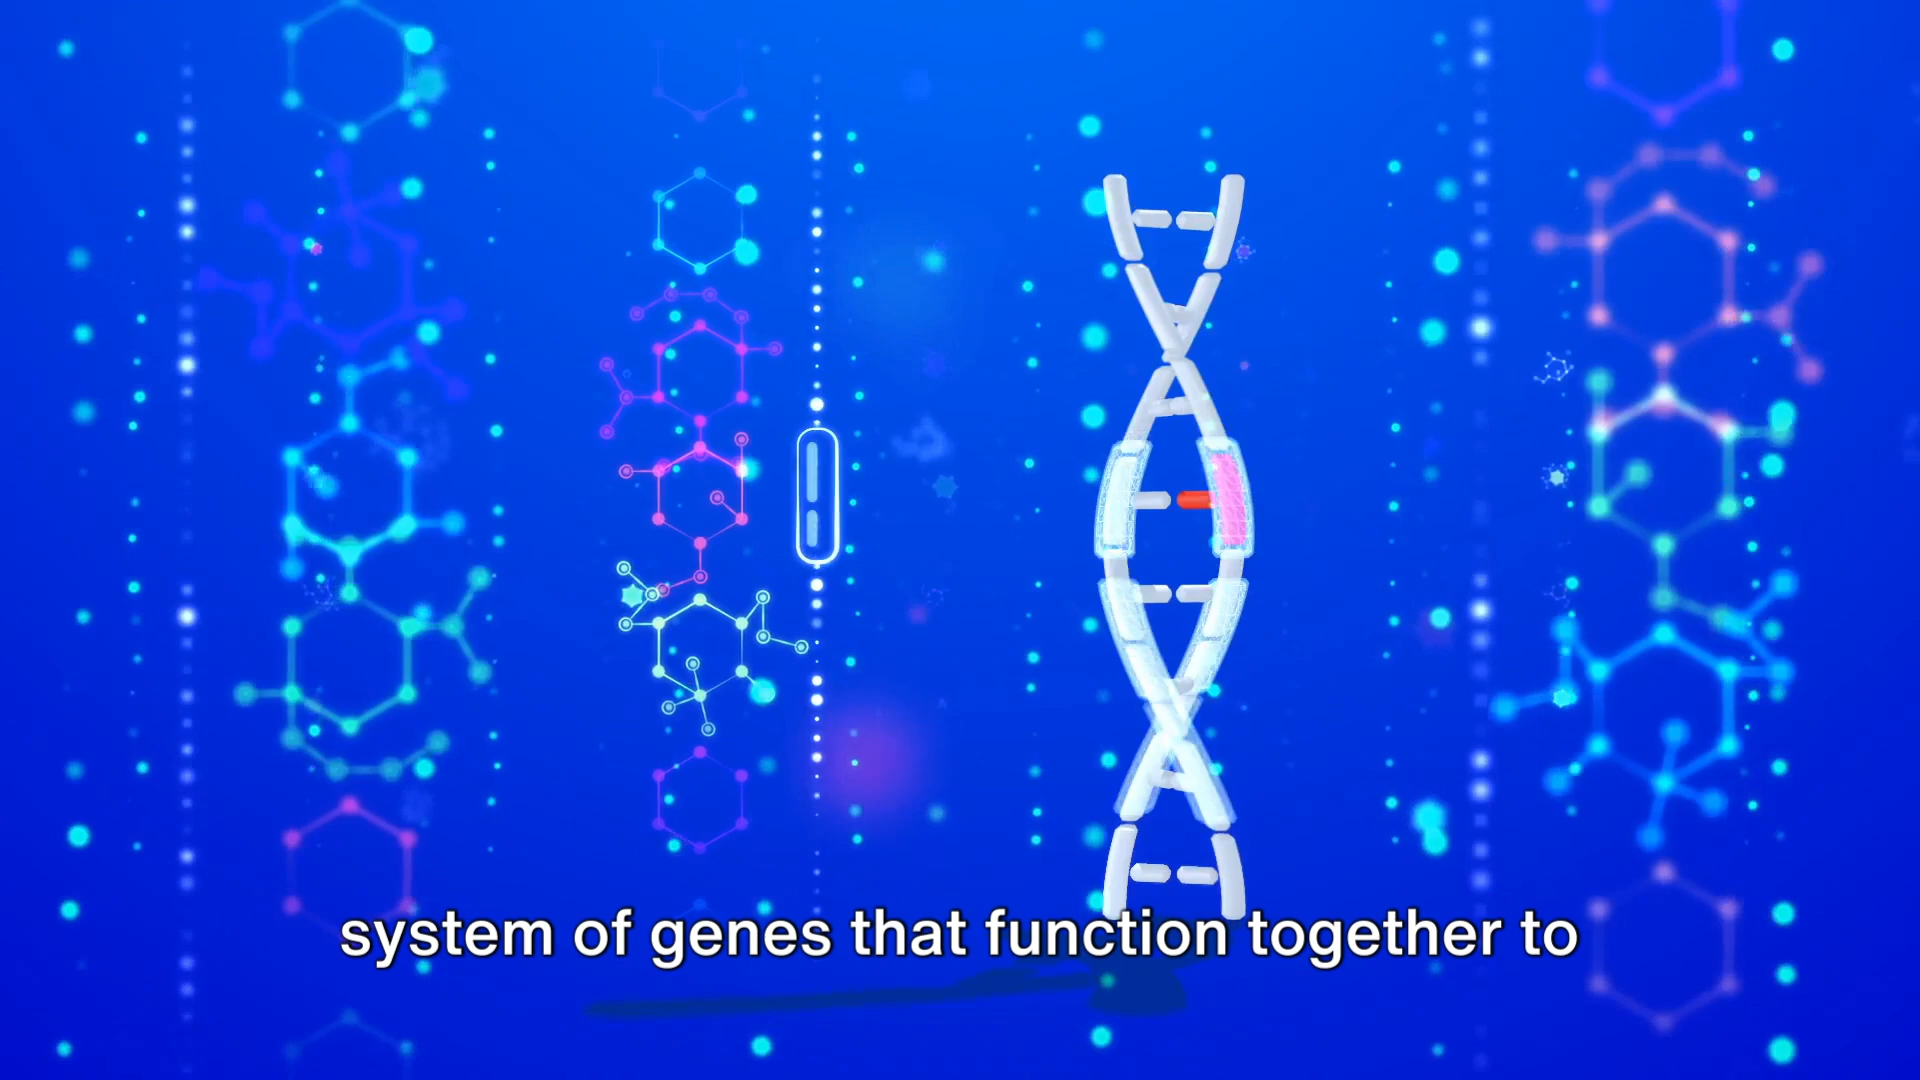 system of genes that function together to